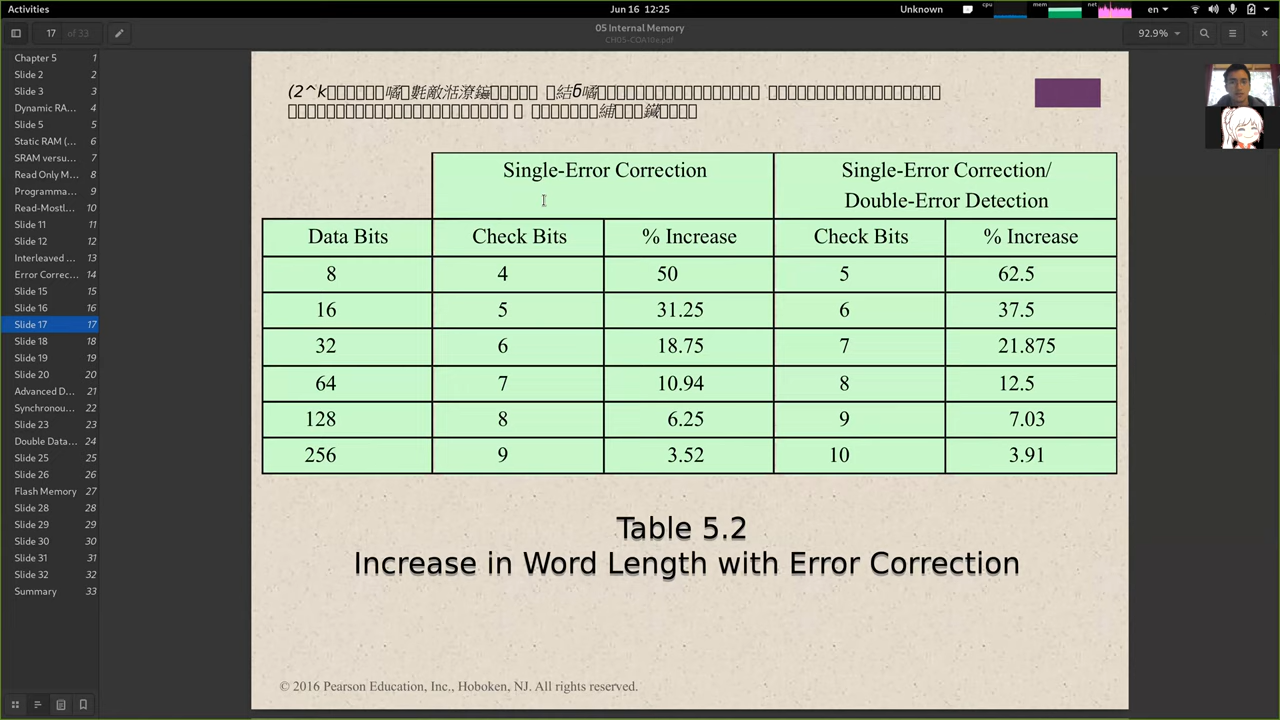 Activities
Jun 16 12:25
Unknown
cpu
mem
net
en
17 of 33
05 Internal Memory
CH05-COA10e.pdf
92.9%
Chapter 5 1
Slide 2 2
Slide 3 3
Dynamic RA... 4
Slide 5 5
Static RAM (... 6
SRAM versu... 7
Read Only M... 8
Programma... 9
Read-Mostl... 10
Slide 11 11
Slide 12 12
Interleaved ... 13
Error Correc... 14
Slide 15 15
Slide 16 16
Slide 17 17
Slide 18 18
Slide 19 19
Slide 20 20
Advanced D... 21
Synchronou... 22
Slide 23 23
Double Data... 24
Slide 25 25
Slide 26 26
Flash Memory 27
Slide 28 28
Slide 29 29
Slide 30 30
Slide 31 31
Slide 32 32
Summary 33
(2^k
Single-Error Correction
Single-Error Correction/
Double-Error Detection
Data Bits Check Bits % Increase Check Bits % Increase
8 4 50 5 62.5
16 5 31.25 6 37.5
32 6 18.75 7 21.875
64 7 10.94 8 12.5
128 8 6.25 9 7.03
256 9 3.52 10 3.91
Table 5.2
Increase in Word Length with Error Correction
© 2016 Pearson Education, Inc., Hoboken, NJ. All rights reserved.